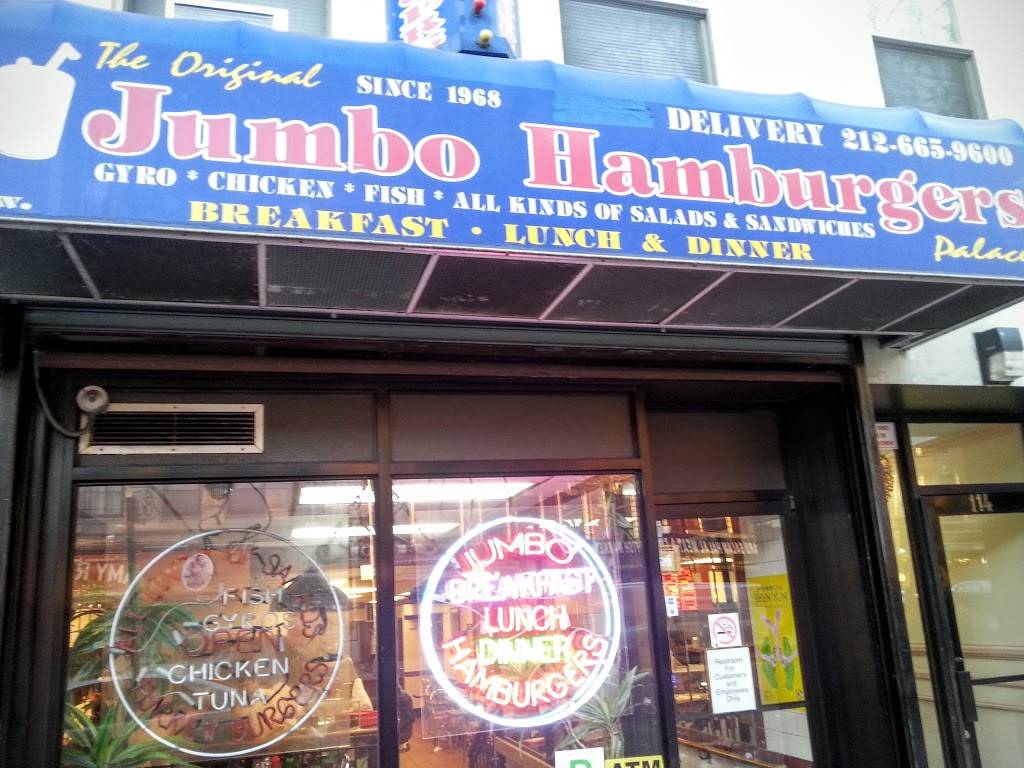 The Original
SINCE 1968
Jumbo Hamburgers
Palace
DELIVERY 212-665-9600
GYRO * CHICKEN * FISH * ALL KINDS OF SALADS & SANDWICHES
BREAKFAST • LUNCH & DINNER
FISH
GYROS
OPEN
CHICKEN
TUNA
JUMBO
BREAKFAST
LUNCH
DINNER
HAMBURGERS
Restroom
For
Customers
and
Employees
Only
ATM
114